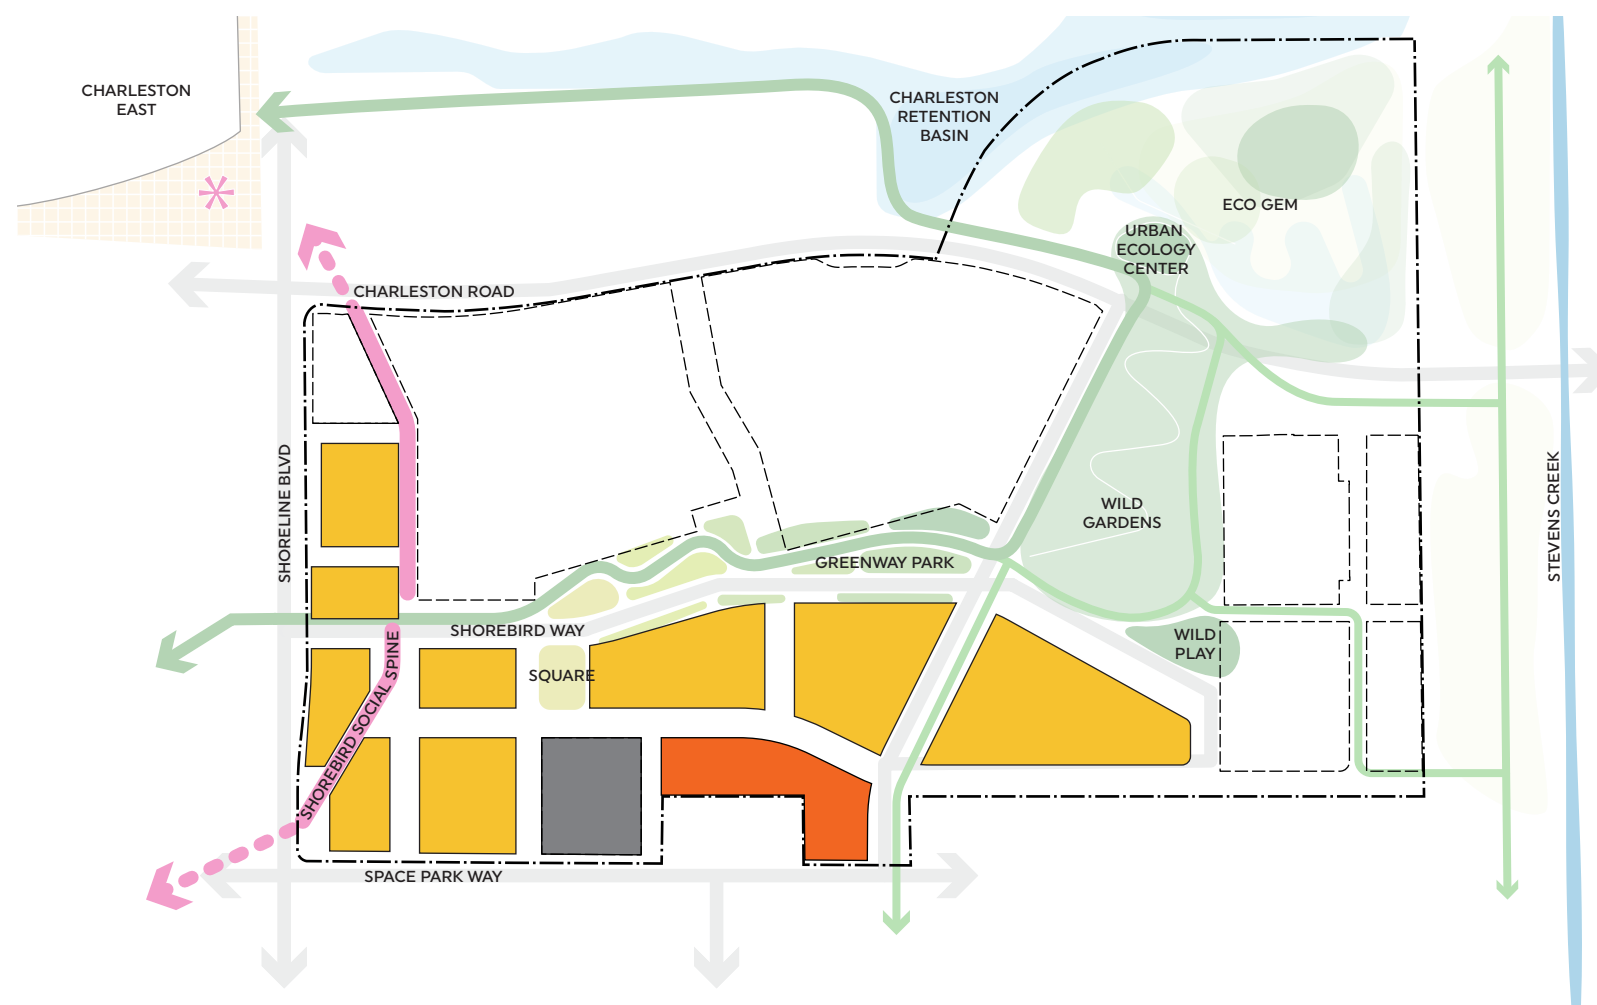 CHARLESTON
EAST
CHARLESTON
RETENTION
BASIN
ECO GEM
URBAN
ECOLOGY
CENTER
CHARLESTON ROAD
SHORELINE BLVD
WILD
GARDENS
STEVENS CREEK
GREENWAY PARK
SHOREBIRD WAY
WILD
PLAY
SQUARE
SHOREBIRD SOCIAL SPINE
SPACE PARK WAY